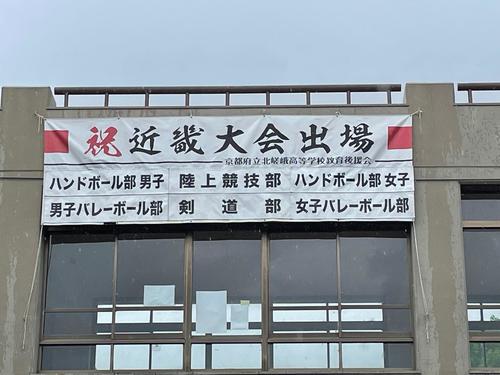 祝 近畿大会出場
京都府立北嵯峨高等学校教育後援会
ハンドボール部 男子 陸上競技部 ハンドボール部 女子
男子バレーボール部 剣道部 女子バレーボール部